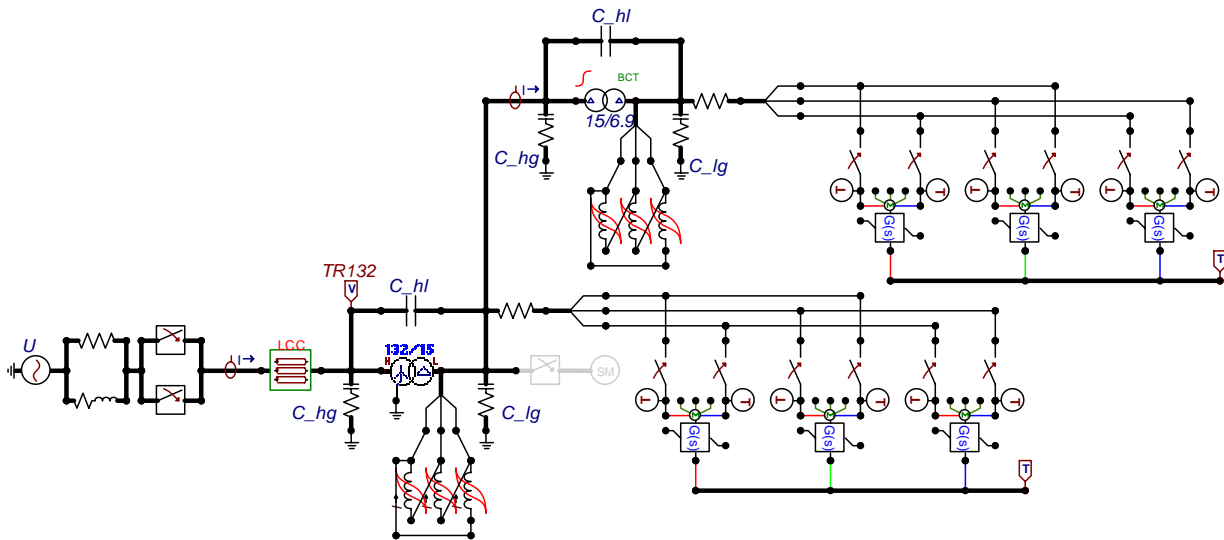 C_hl
I
BCT
15/6.9
C_hg
C_lg
T
T
T
T
T
T
M
M
M
G(s)
G(s)
G(s)
T
TR132
V
C_hl
U
I
LCC
132/15
H
L
SM
C_hg
C_lg
T
T
T
T
T
T
M
M
M
G(s)
G(s)
G(s)
T